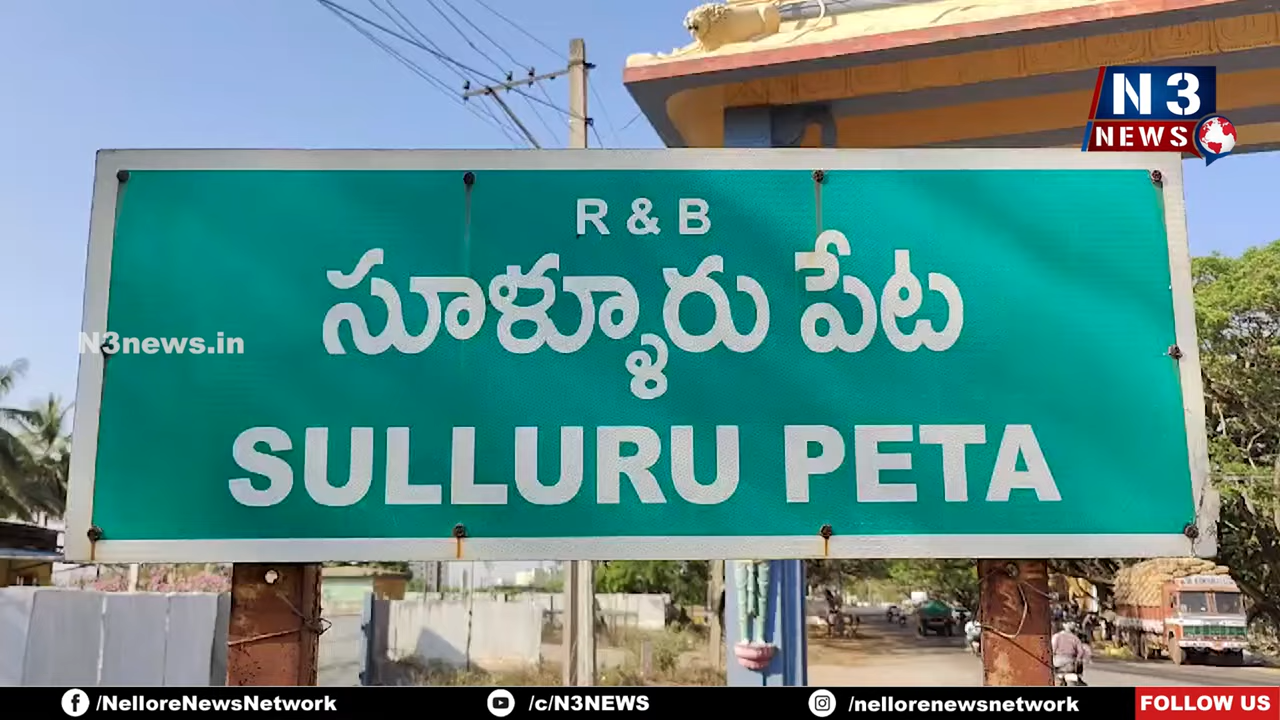 N3
NEWS
R & B
సూళ్ళూరు పేట
N3news.in
SULLURU PETA
/NelloreNewsNetwork
/c/N3NEWS
/nellorenewsnetwork
FOLLOW US